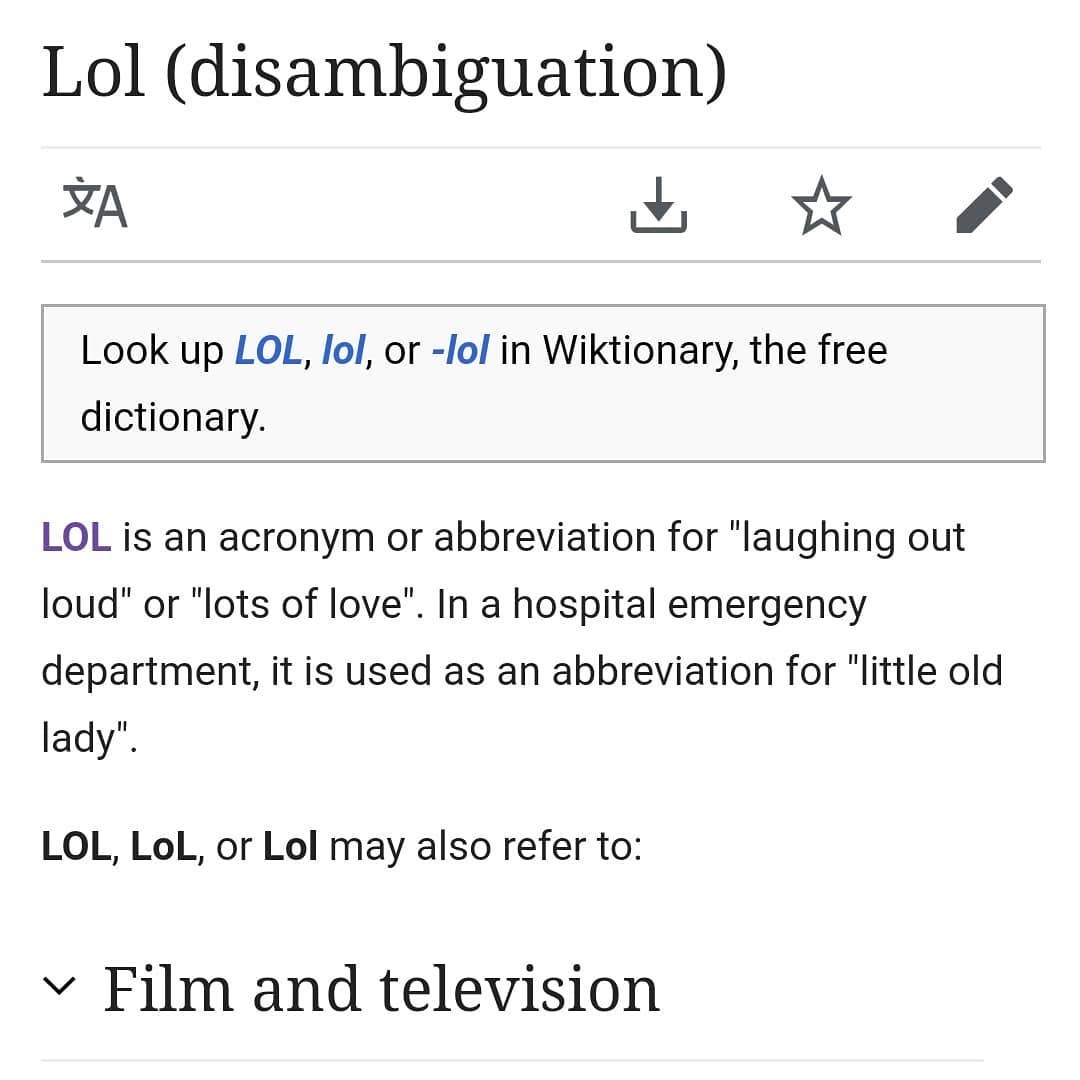 Lol (disambiguation)
文A
Look up LOL, lol, or -lol in Wiktionary, the free
dictionary.
LOL is an acronym or abbreviation for "laughing out
loud" or "lots of love". In a hospital emergency
department, it is used as an abbreviation for "little old
lady".
LOL, LoL, or Lol may also refer to:
Film and television